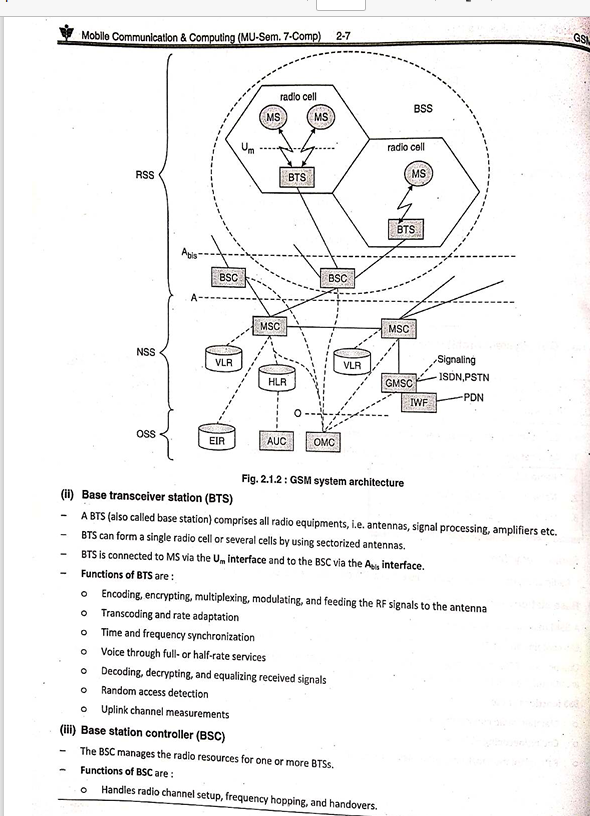 Mobile Communication & Computing (MU-Sem. 7-Comp) 2-7
GSM
radio cell
BSS
MS
MS
radio cell
Um
MS
RSS
BTS
BTS
Abis
BSC
BSC
A
MSC
MSC
NSS
VLR
VLR
Signaling
HLR
GMSC
ISDN,PSTN
IWF
PDN
O
OSS
EIR
AUC
OMC
Fig. 2.1.2 : GSM system architecture
(ii) Base transceiver station (BTS)
– A BTS (also called base station) comprises all radio equipments, i.e. antennas, signal processing, amplifiers etc.
– BTS can form a single radio cell or several cells by using sectorized antennas.
– BTS is connected to MS via the Um interface and to the BSC via the Abis interface.
– Functions of BTS are :
o Encoding, encrypting, multiplexing, modulating, and feeding the RF signals to the antenna
o Transcoding and rate adaptation
o Time and frequency synchronization
o Voice through full- or half-rate services
o Decoding, decrypting, and equalizing received signals
o Random access detection
o Uplink channel measurements
(iii) Base station controller (BSC)
– The BSC manages the radio resources for one or more BTSs.
– Functions of BSC are :
o Handles radio channel setup, frequency hopping, and handovers.